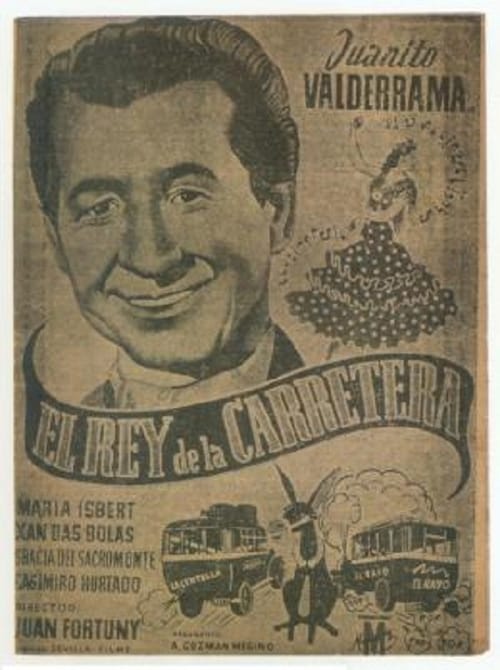 Juanito
VALDERRAMA
EL REY de la CARRETERA
MARIA ISBERT
XAN DAS BOLAS
GRACIA DEL SACROMONTE
CASIMIRO HURTADO
DIRECTOR:
JUAN FORTUNY
SEVILLA-FILMS
ARGUMENTO
A. GUZMAN MERINO
LA CENTELLA
EL RAYO
EL RAYO
M